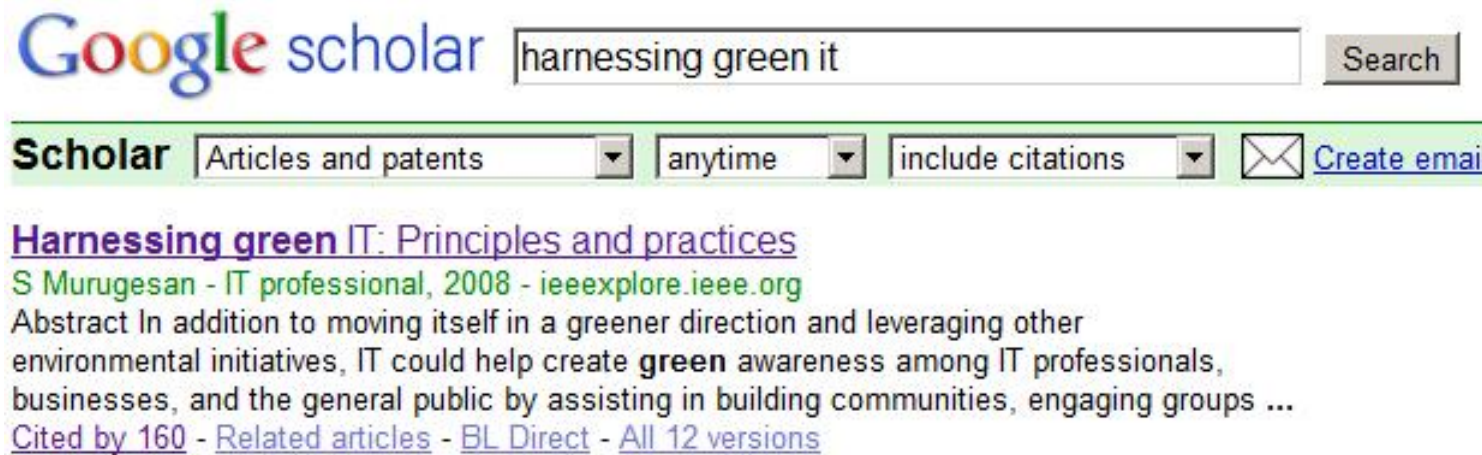 Google scholar harnessing green it Search
Scholar Articles and patents anytime include citations Create emai
Harnessing green IT: Principles and practices
S Murugesan - IT professional, 2008 - ieeexplore.ieee.org
Abstract In addition to moving itself in a greener direction and leveraging other
environmental initiatives, IT could help create green awareness among IT professionals,
businesses, and the general public by assisting in building communities, engaging groups ...
Cited by 160 - Related articles - BL Direct - All 12 versions